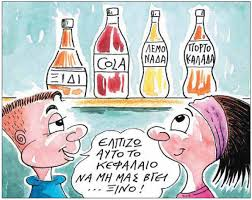 ΞΙΔΙ
COLA
ΛΕΜΟ
ΝΑΔΑ
ΠΟΡΤΟ
ΚΑΛΑΔΑ
ΕΛΠΙΖΩ
ΑΥΤΟ ΤΟ
ΚΕΦΑΛΑΙΟ
ΝΑ ΜΗ ΜΑΣ ΒΓΕΙ
...ΞΙΝΟ!